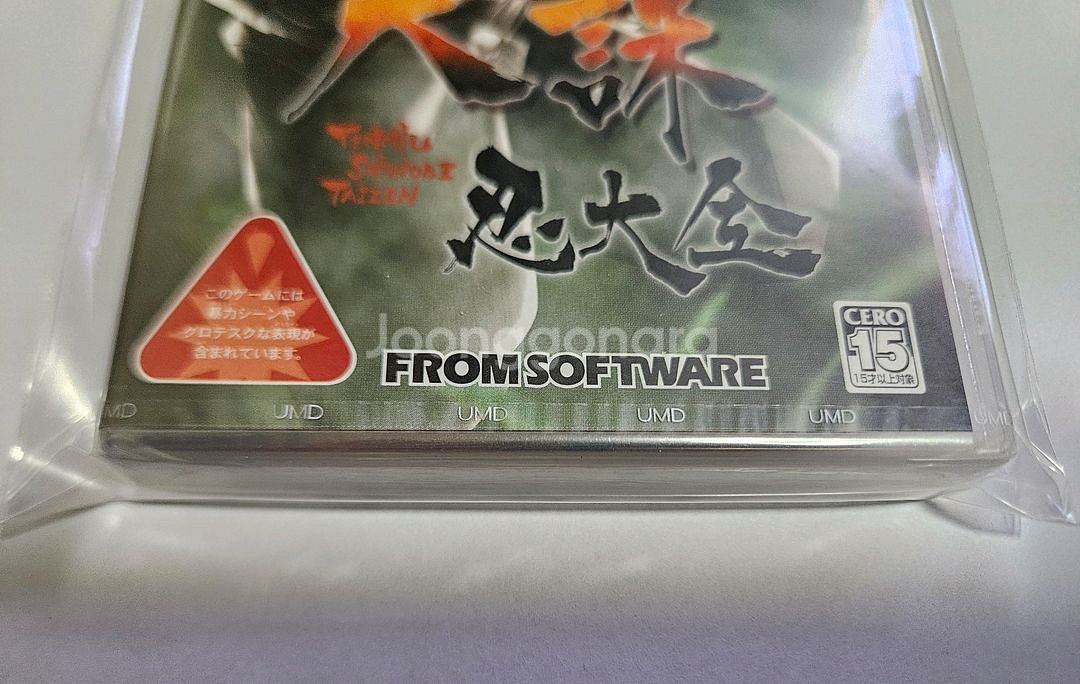 天誅
TENCHU
SHINOBI
TAIZEN
忍大全
このゲームには
暴力シーンや
グロテスクな表現が
含まれています。
Joonggonara
FROMSOFTWARE
CERO
15
15才以上対象
UMD UMD UMD UMD UMD UMD